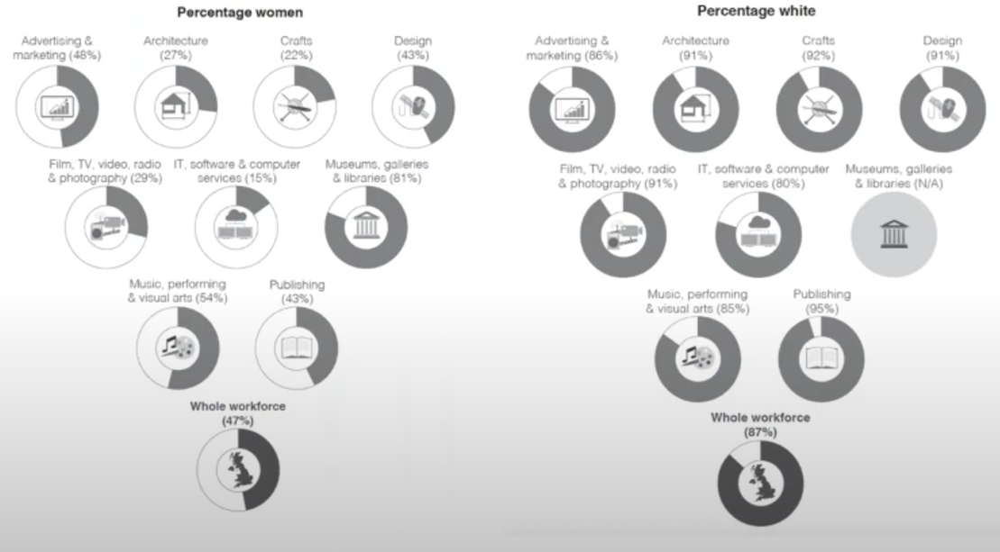 Percentage women
Advertising &
marketing (48%)
Architecture
(27%)
Crafts
(22%)
Design
(43%)
Film, TV, video, radio
& photography (29%)
IT, software & computer
services (15%)
Museums, galleries
& libraries (81%)
Music, performing
& visual arts (54%)
Publishing
(43%)
Whole workforce
(47%)
Percentage white
Advertising &
marketing (86%)
Architecture
(91%)
Crafts
(92%)
Design
(91%)
Film, TV, video, radio
& photography (91%)
IT, software & computer
services (80%)
Museums, galleries
& libraries (N/A)
Music, performing
& visual arts (85%)
Publishing
(95%)
Whole workforce
(87%)